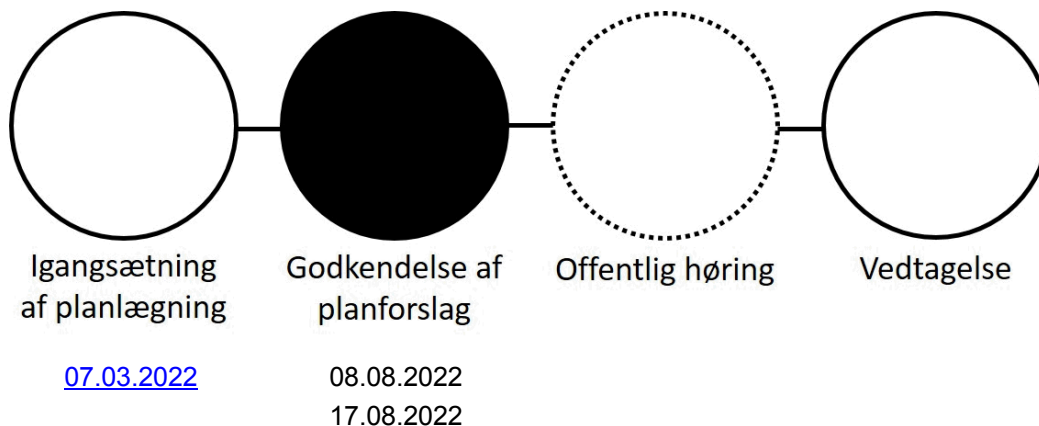 Igangsætning
af planlægning
07.03.2022
Godkendelse af
planforslag
08.08.2022
17.08.2022
Offentlig høring
Vedtagelse